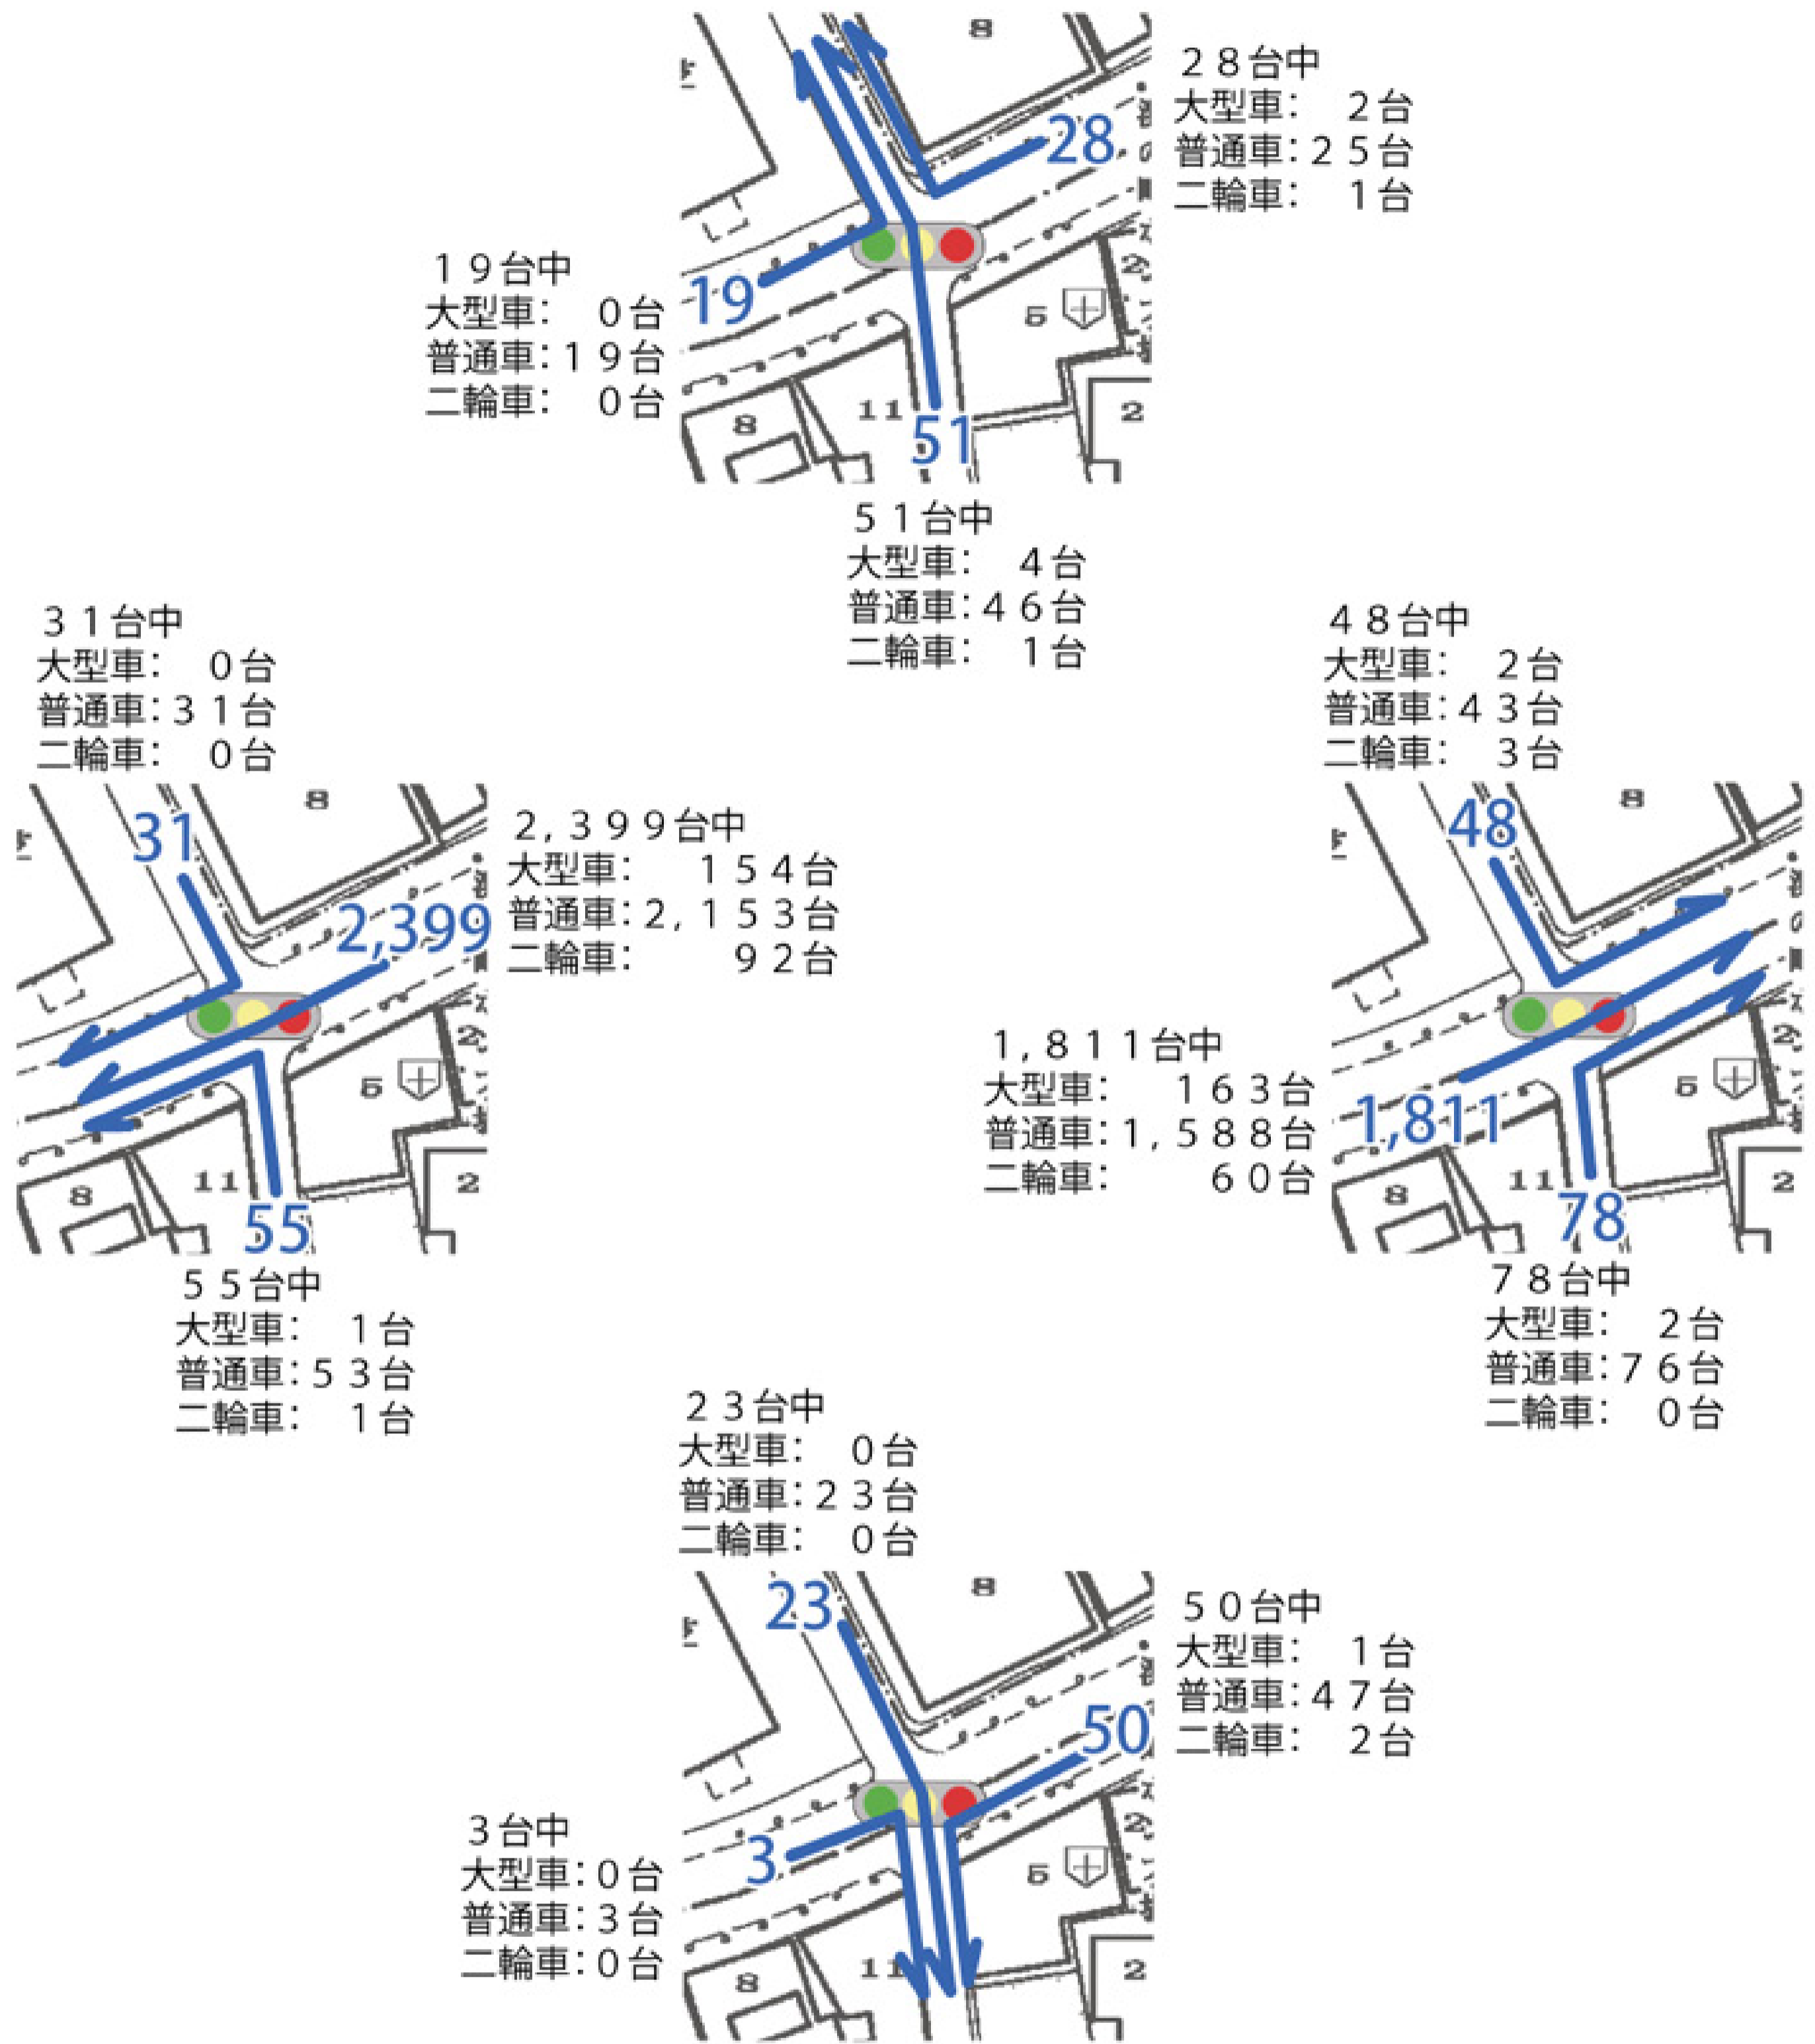 8
28台中
大型車： 2台
普通車：25台
二輪車： 1台
28
19台中
大型車： 0台
普通車：19台
二輪車： 0台
19
5
2
8
11
2
51
51台中
大型車： 4台
普通車：46台
二輪車： 1台
31台中
大型車： 0台
普通車：31台
二輪車： 0台
31
8
2,399台中
大型車： 154台
普通車：2,153台
二輪車： 92台
2,399
2
5
8
11
2
55
55台中
大型車： 1台
普通車：53台
二輪車： 1台
48台中
大型車： 2台
普通車：43台
二輪車： 3台
48
8
1,811台中
大型車： 163台
普通車：1,588台
二輪車： 60台
1,811
2
5
8
11
2
78
78台中
大型車： 2台
普通車：76台
二輪車： 0台
23台中
大型車： 0台
普通車：23台
二輪車： 0台
23
8
50台中
大型車： 1台
普通車：47台
二輪車： 2台
50
3台中
大型車：0台
普通車：3台
二輪車：0台
3
2
5
8
11
2